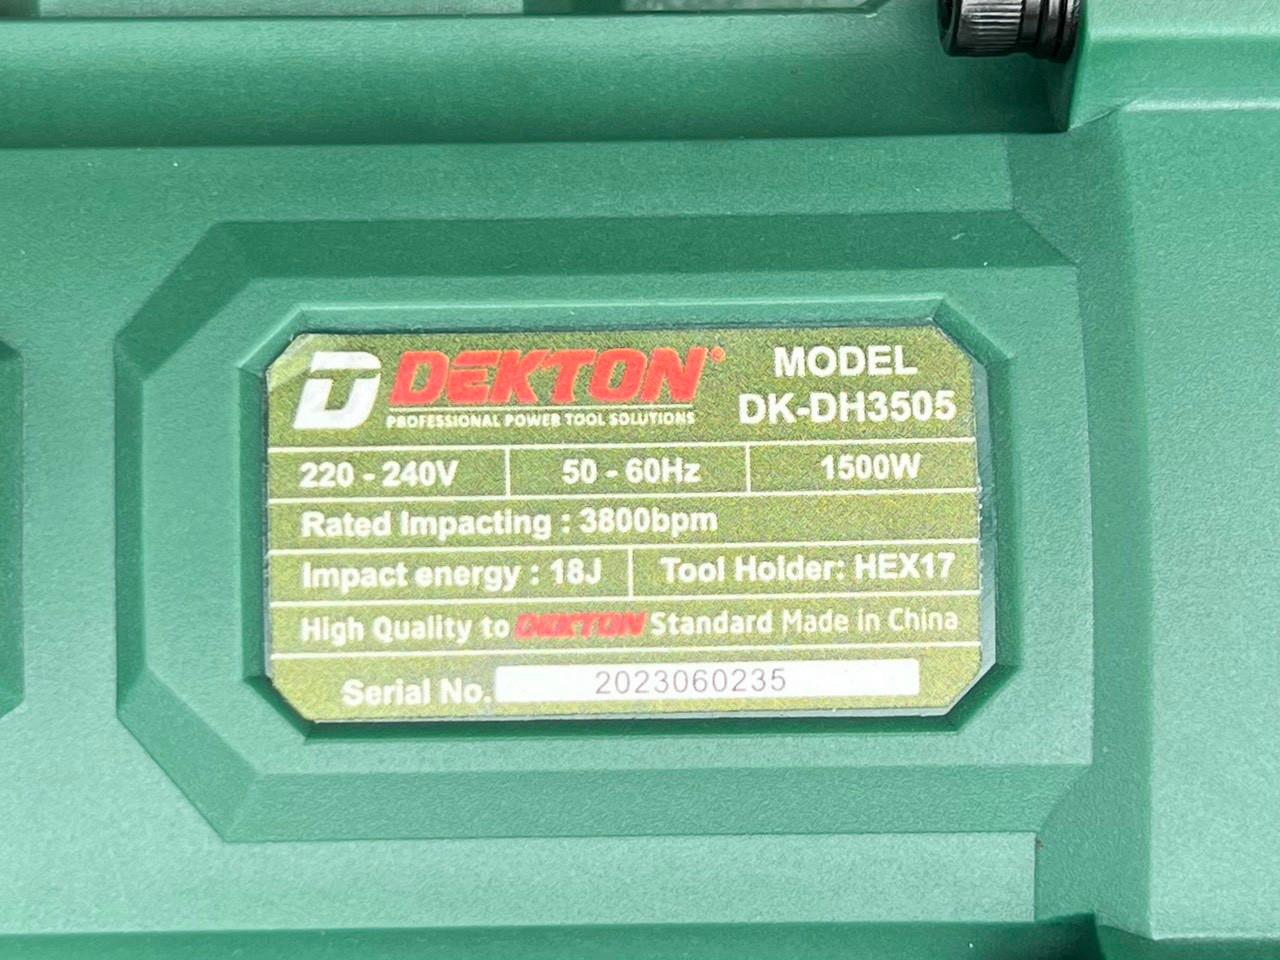 DEKTON® MODEL
PROFESSIONAL POWER TOOL SOLUTIONS DK-DH3505
220 - 240V 50 - 60Hz 1500W
Rated Impacting : 3800bpm
Impact energy : 18J Tool Holder: HEX17
High Quality to DEKTON Standard Made in China
Serial No. 2023060235